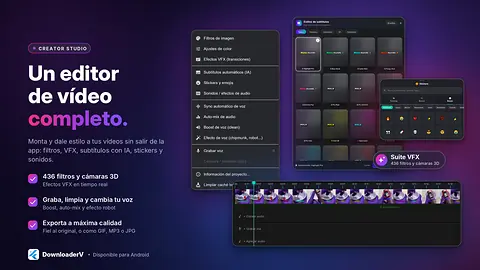 CREATOR STUDIO
Un editor
de vídeo
completo.
Monta y dale estilo a tus vídeos sin salir de la
app: filtros, VFX, subtítulos con IA, stickers y
sonidos.
436 filtros y cámaras 3D
Efectos VFX en tiempo real
Graba, limpia y cambia tu voz
Boost, auto-mix y efecto robot
Exporta a máxima calidad
Fiel al original, o como GIF, MP3 o JPG
DownloaderV • Disponible para Android
Filtros de imagen
Ajustes de color
Efectos VFX (transiciones)
Subtítulos automáticos (IA)
Stickers y emojis
Sonidos / efectos de audio
Sync automático de voz
Auto-mix de audio
Boost de voz (clean)
Efecto de voz (chipmunk, robot...)
Grabar voz
Información del proyecto...
Limpiar caché
Suite VFX
436 filtros y cámaras 3D